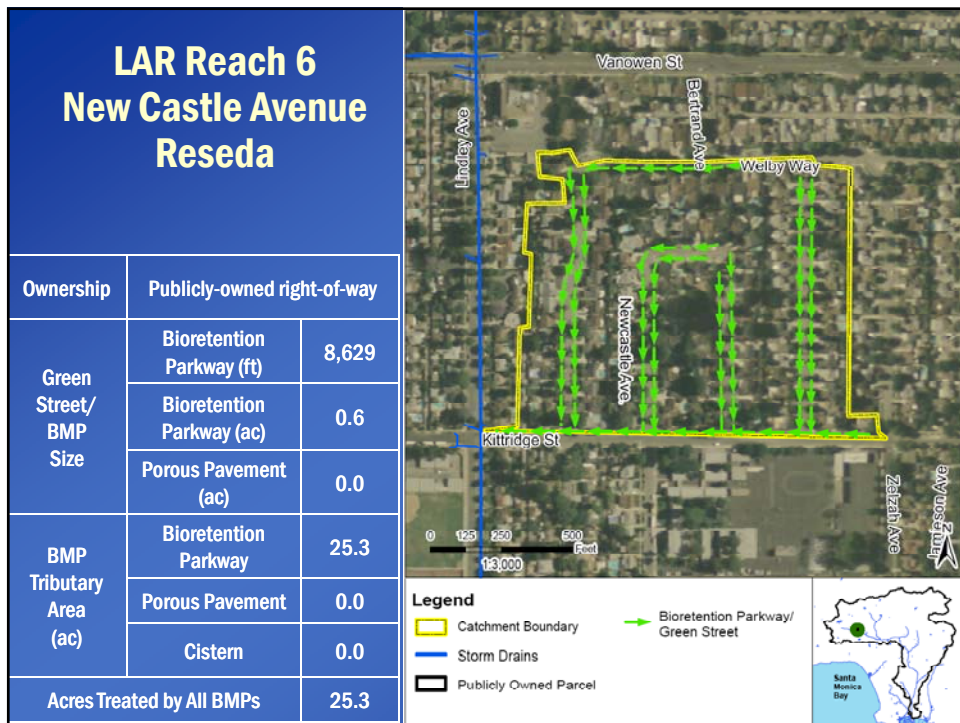 LAR Reach 6
New Castle Avenue
Reseda
Ownership
Publicly-owned right-of-way
Green
Street/
BMP
Size
Bioretention
Parkway (ft)
8,629
Bioretention
Parkway (ac)
0.6
Porous Pavement
(ac)
0.0
BMP
Tributary
Area
(ac)
Bioretention
Parkway
25.3
Porous Pavement
0.0
Cistern
0.0
Acres Treated by All BMPs
25.3
Vanowen St
Bertrand Ave
Lindley Ave
Welby Way
Newcastle Ave.
Kittridge St
Zelzah Ave
Jamieson Ave
N
0 125 250 500
Feet
1:3,000
Legend
Catchment Boundary
Storm Drains
Publicly Owned Parcel
Bioretention Parkway/
Green Street
Santa
Monica
Bay